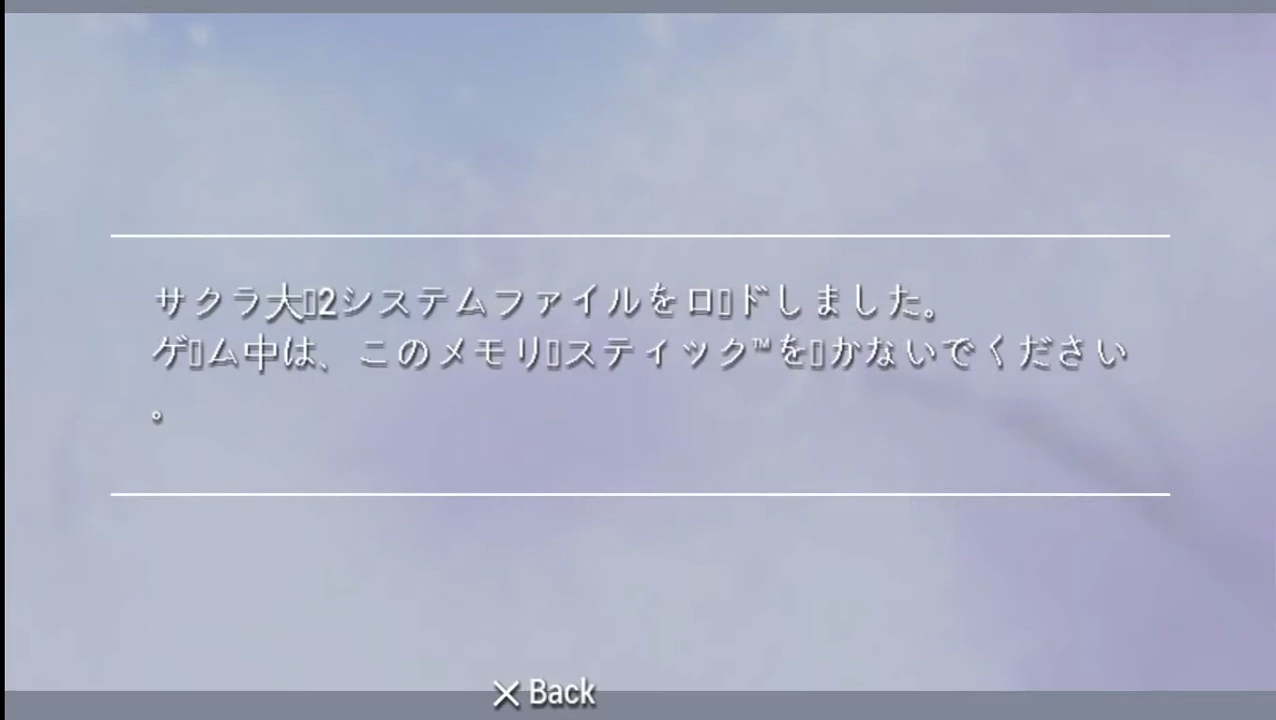 サクラ大▯2システムファイルをロ▯ドしました。
ゲ▯ム中は、このメモリ▯スティック™を▯かないでください
。
✕ Back